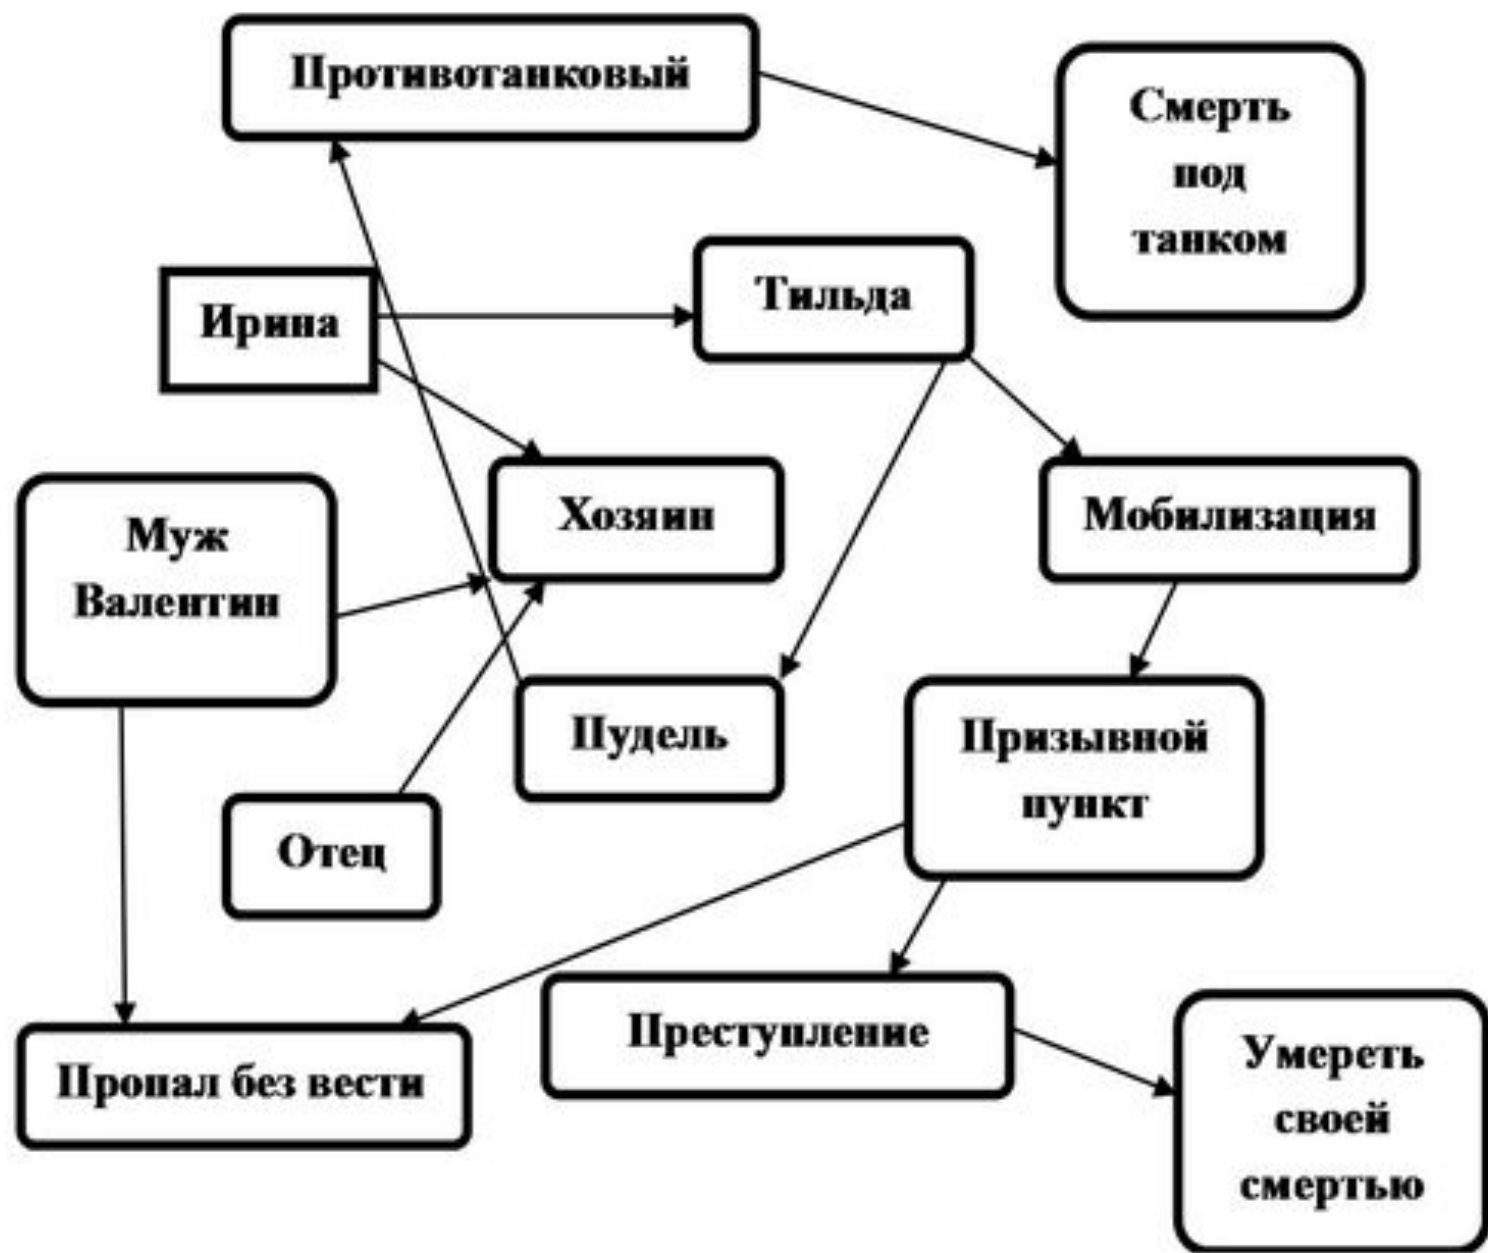 Противотанковый
Смерть
под
танком
Ирина
Тильда
Хозяин
Мобилизация
Муж
Валентин
Пудель
Призывной
пункт
Отец
Преступление
Пропал без вести
Умереть
своей
смертью